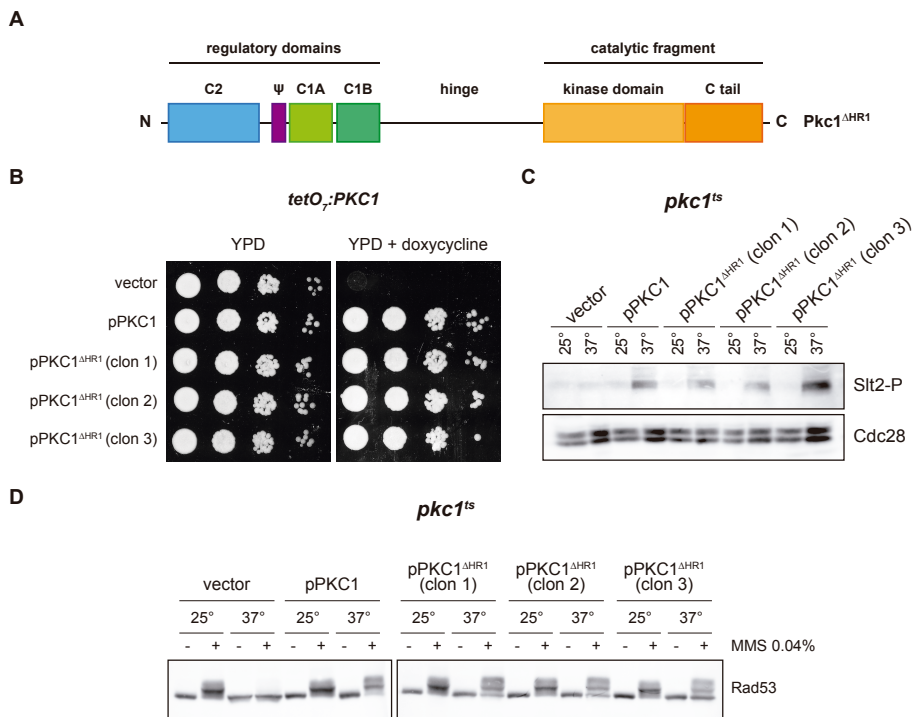 A
regulatory domains catalytic fragment
C2 Ψ C1A C1B hinge kinase domain C tail
N C Pkc1ΔHR1
B
tetO7:PKC1
YPD YPD + doxycycline
vector
pPKC1
pPKC1ΔHR1 (clon 1)
pPKC1ΔHR1 (clon 2)
pPKC1ΔHR1 (clon 3)
C
pkc1ts
vector pPKC1 pPKC1ΔHR1 (clon 1) pPKC1ΔHR1 (clon 2) pPKC1ΔHR1 (clon 3)
25° 37° 25° 37° 25° 37° 25° 37° 25° 37°
Slt2-P
Cdc28
D
pkc1ts
vector pPKC1 pPKC1ΔHR1 (clon 1) pPKC1ΔHR1 (clon 2) pPKC1ΔHR1 (clon 3)
25° 37° 25° 37° 25° 37° 25° 37° 25° 37°
- + - + - + - + - + - + - + - + - + - + MMS 0.04%
Rad53